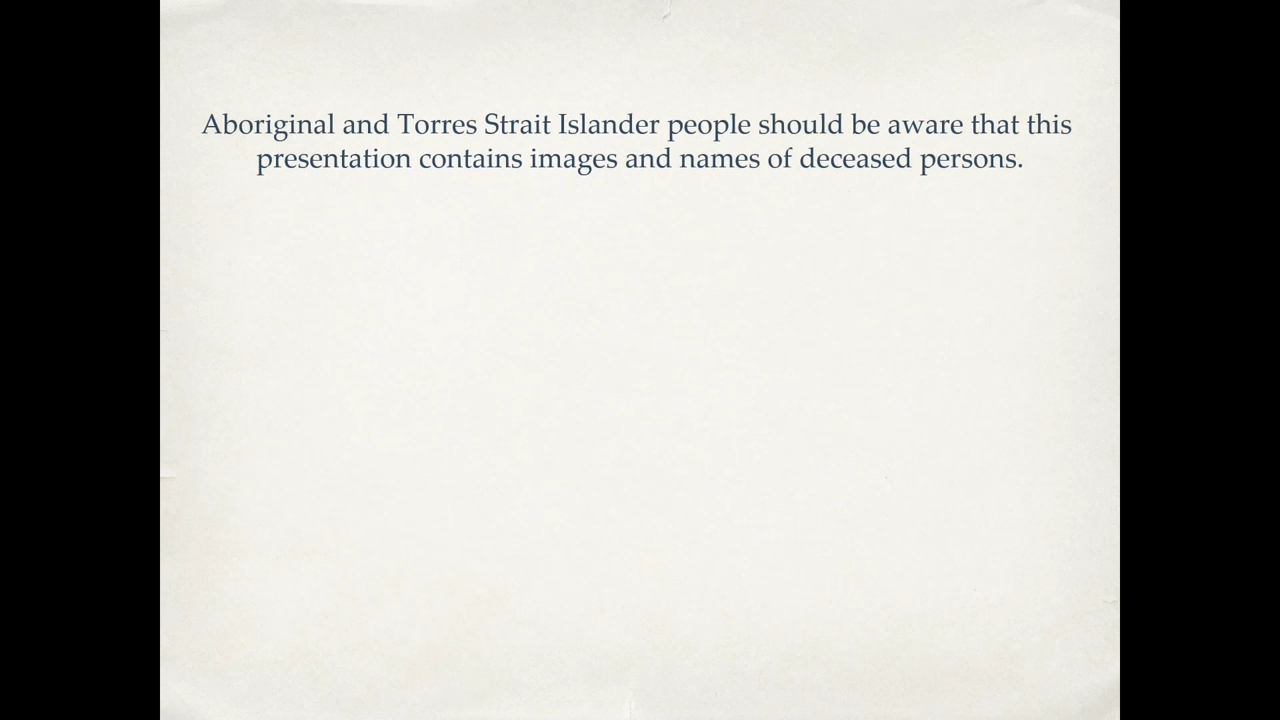 Aboriginal and Torres Strait Islander people should be aware that this
presentation contains images and names of deceased persons.